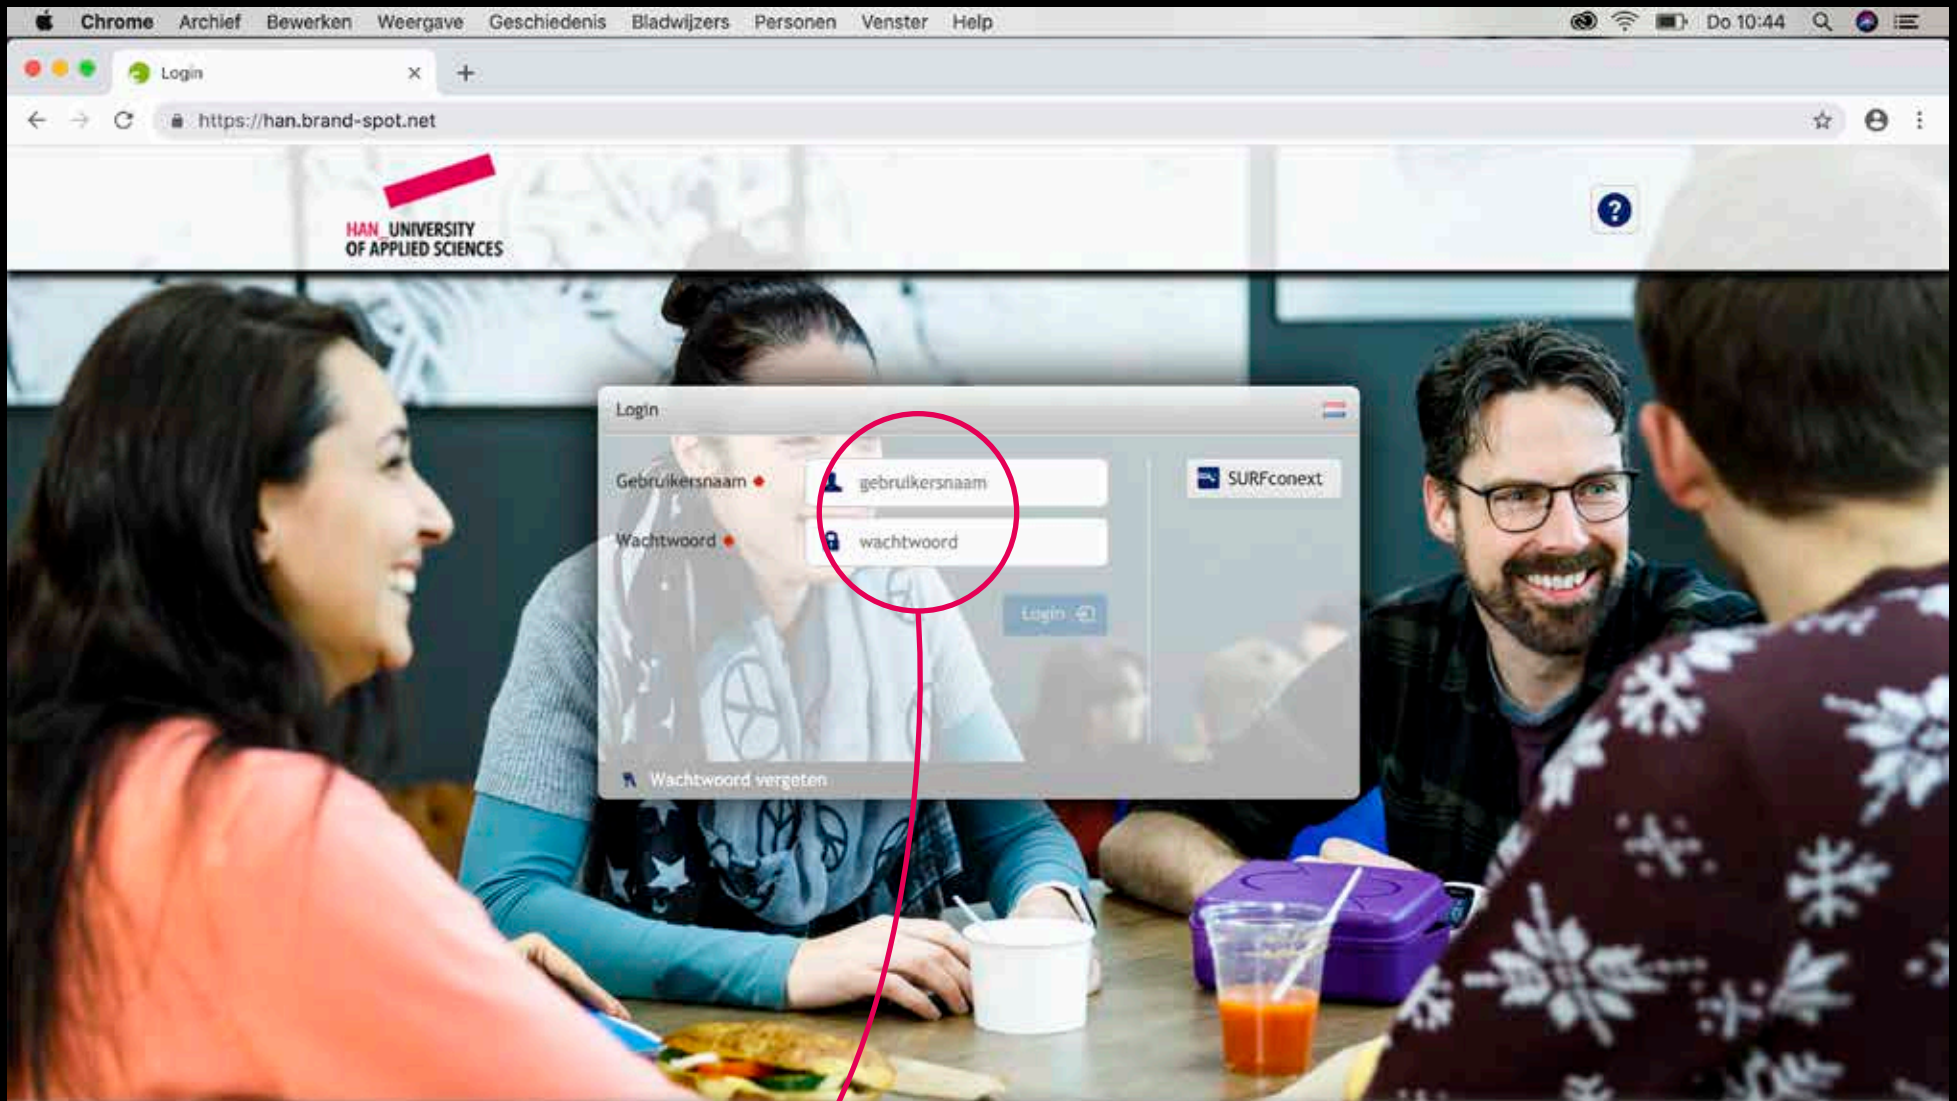 Chrome Archief Bewerken Weergave Geschiedenis Bladwijzers Personen Venster Help Do 10:44
Login
https://han.brand-spot.net
HAN_UNIVERSITY
OF APPLIED SCIENCES
?
Login
Gebruikersnaam gebruikersnaam SURFconext
Wachtwoord wachtwoord
Login
Wachtwoord vergeten